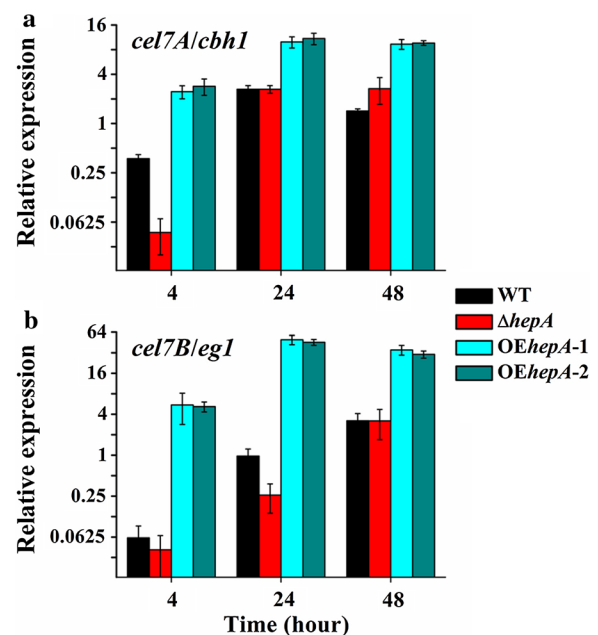 a
cel7A/cbh1
Relative expression
16
4
1
0.25
0.0625
4
24
48
b
cel7B/eg1
Relative expression
64
16
4
1
0.25
0.0625
4
24
48
Time (hour)
WT
ΔhepA
OEhepA-1
OEhepA-2